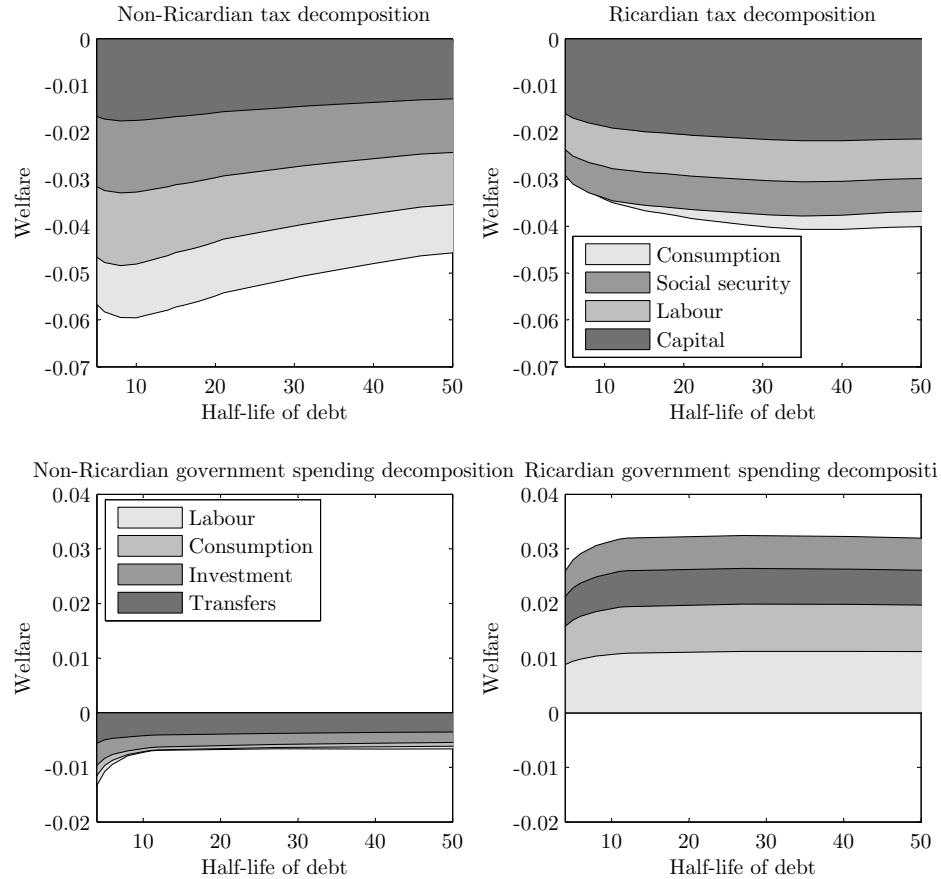 Non-Ricardian tax decomposition
0
-0.01
-0.02
-0.03
-0.04
-0.05
-0.06
-0.07
Welfare
10 20 30 40 50
Half-life of debt
Ricardian tax decomposition
0
-0.01
-0.02
-0.03
-0.04
-0.05
-0.06
-0.07
Welfare
Consumption
Social security
Labour
Capital
10 20 30 40 50
Half-life of debt
Non-Ricardian government spending decomposition
0.04
0.03
0.02
0.01
0
-0.01
-0.02
Welfare
Labour
Consumption
Investment
Transfers
10 20 30 40 50
Half-life of debt
Ricardian government spending decompositi
0.04
0.03
0.02
0.01
0
-0.01
-0.02
Welfare
10 20 30 40 50
Half-life of debt